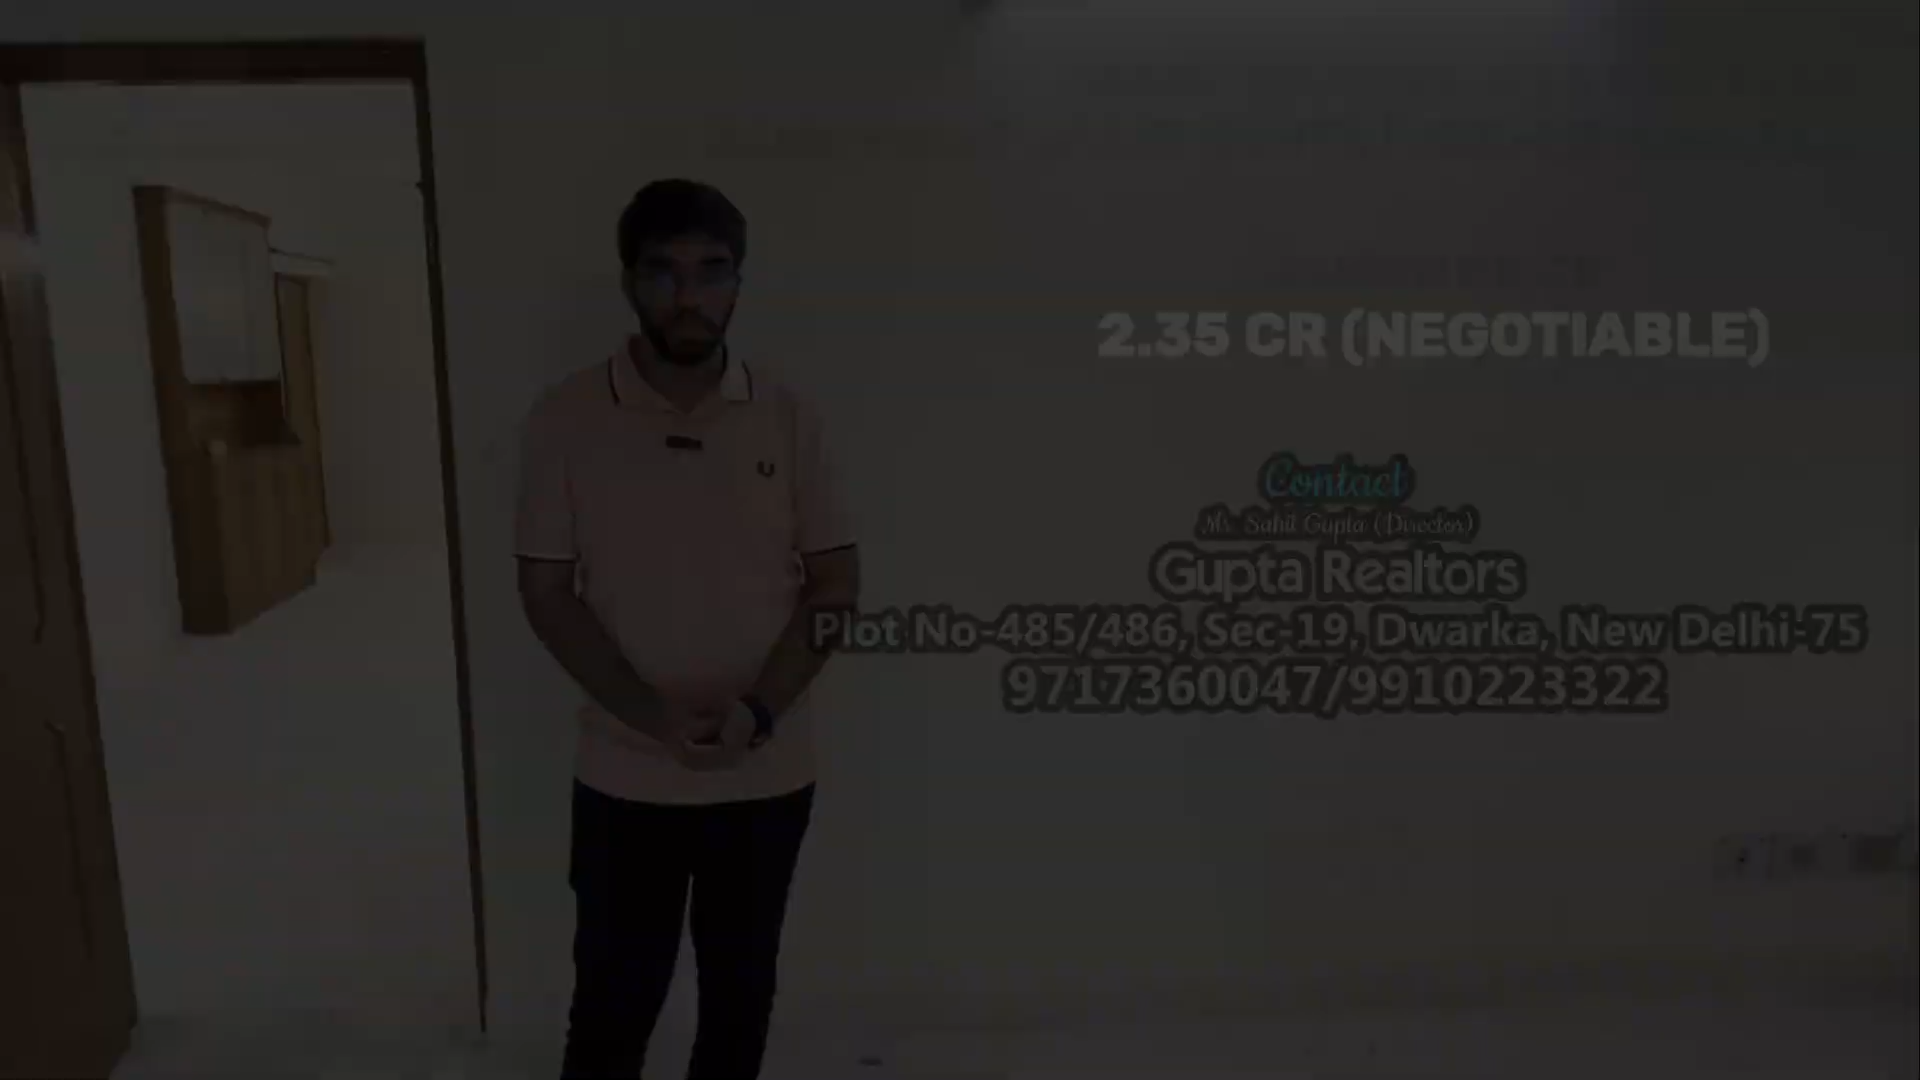 2.35 CR (NEGOTIABLE)
Contact
Mr. Sahil Gupta (Director)
Gupta Realtors
Plot No-485/486, Sec-19, Dwarka, New Delhi-75
9717360047/9910223322